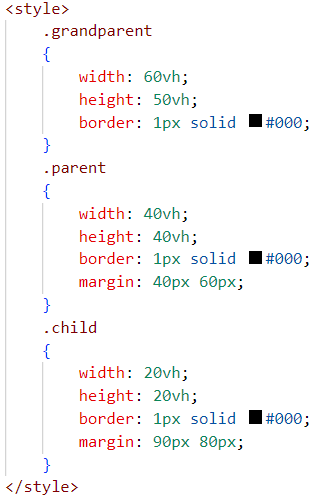 <style>
    .grandparent
    {
        width: 60vh;
        height: 50vh;
        border: 1px solid #000;
    }
    .parent
    {
        width: 40vh;
        height: 40vh;
        border: 1px solid #000;
        margin: 40px 60px;
    }
    .child
    {
        width: 20vh;
        height: 20vh;
        border: 1px solid #000;
        margin: 90px 80px;
    }
</style>